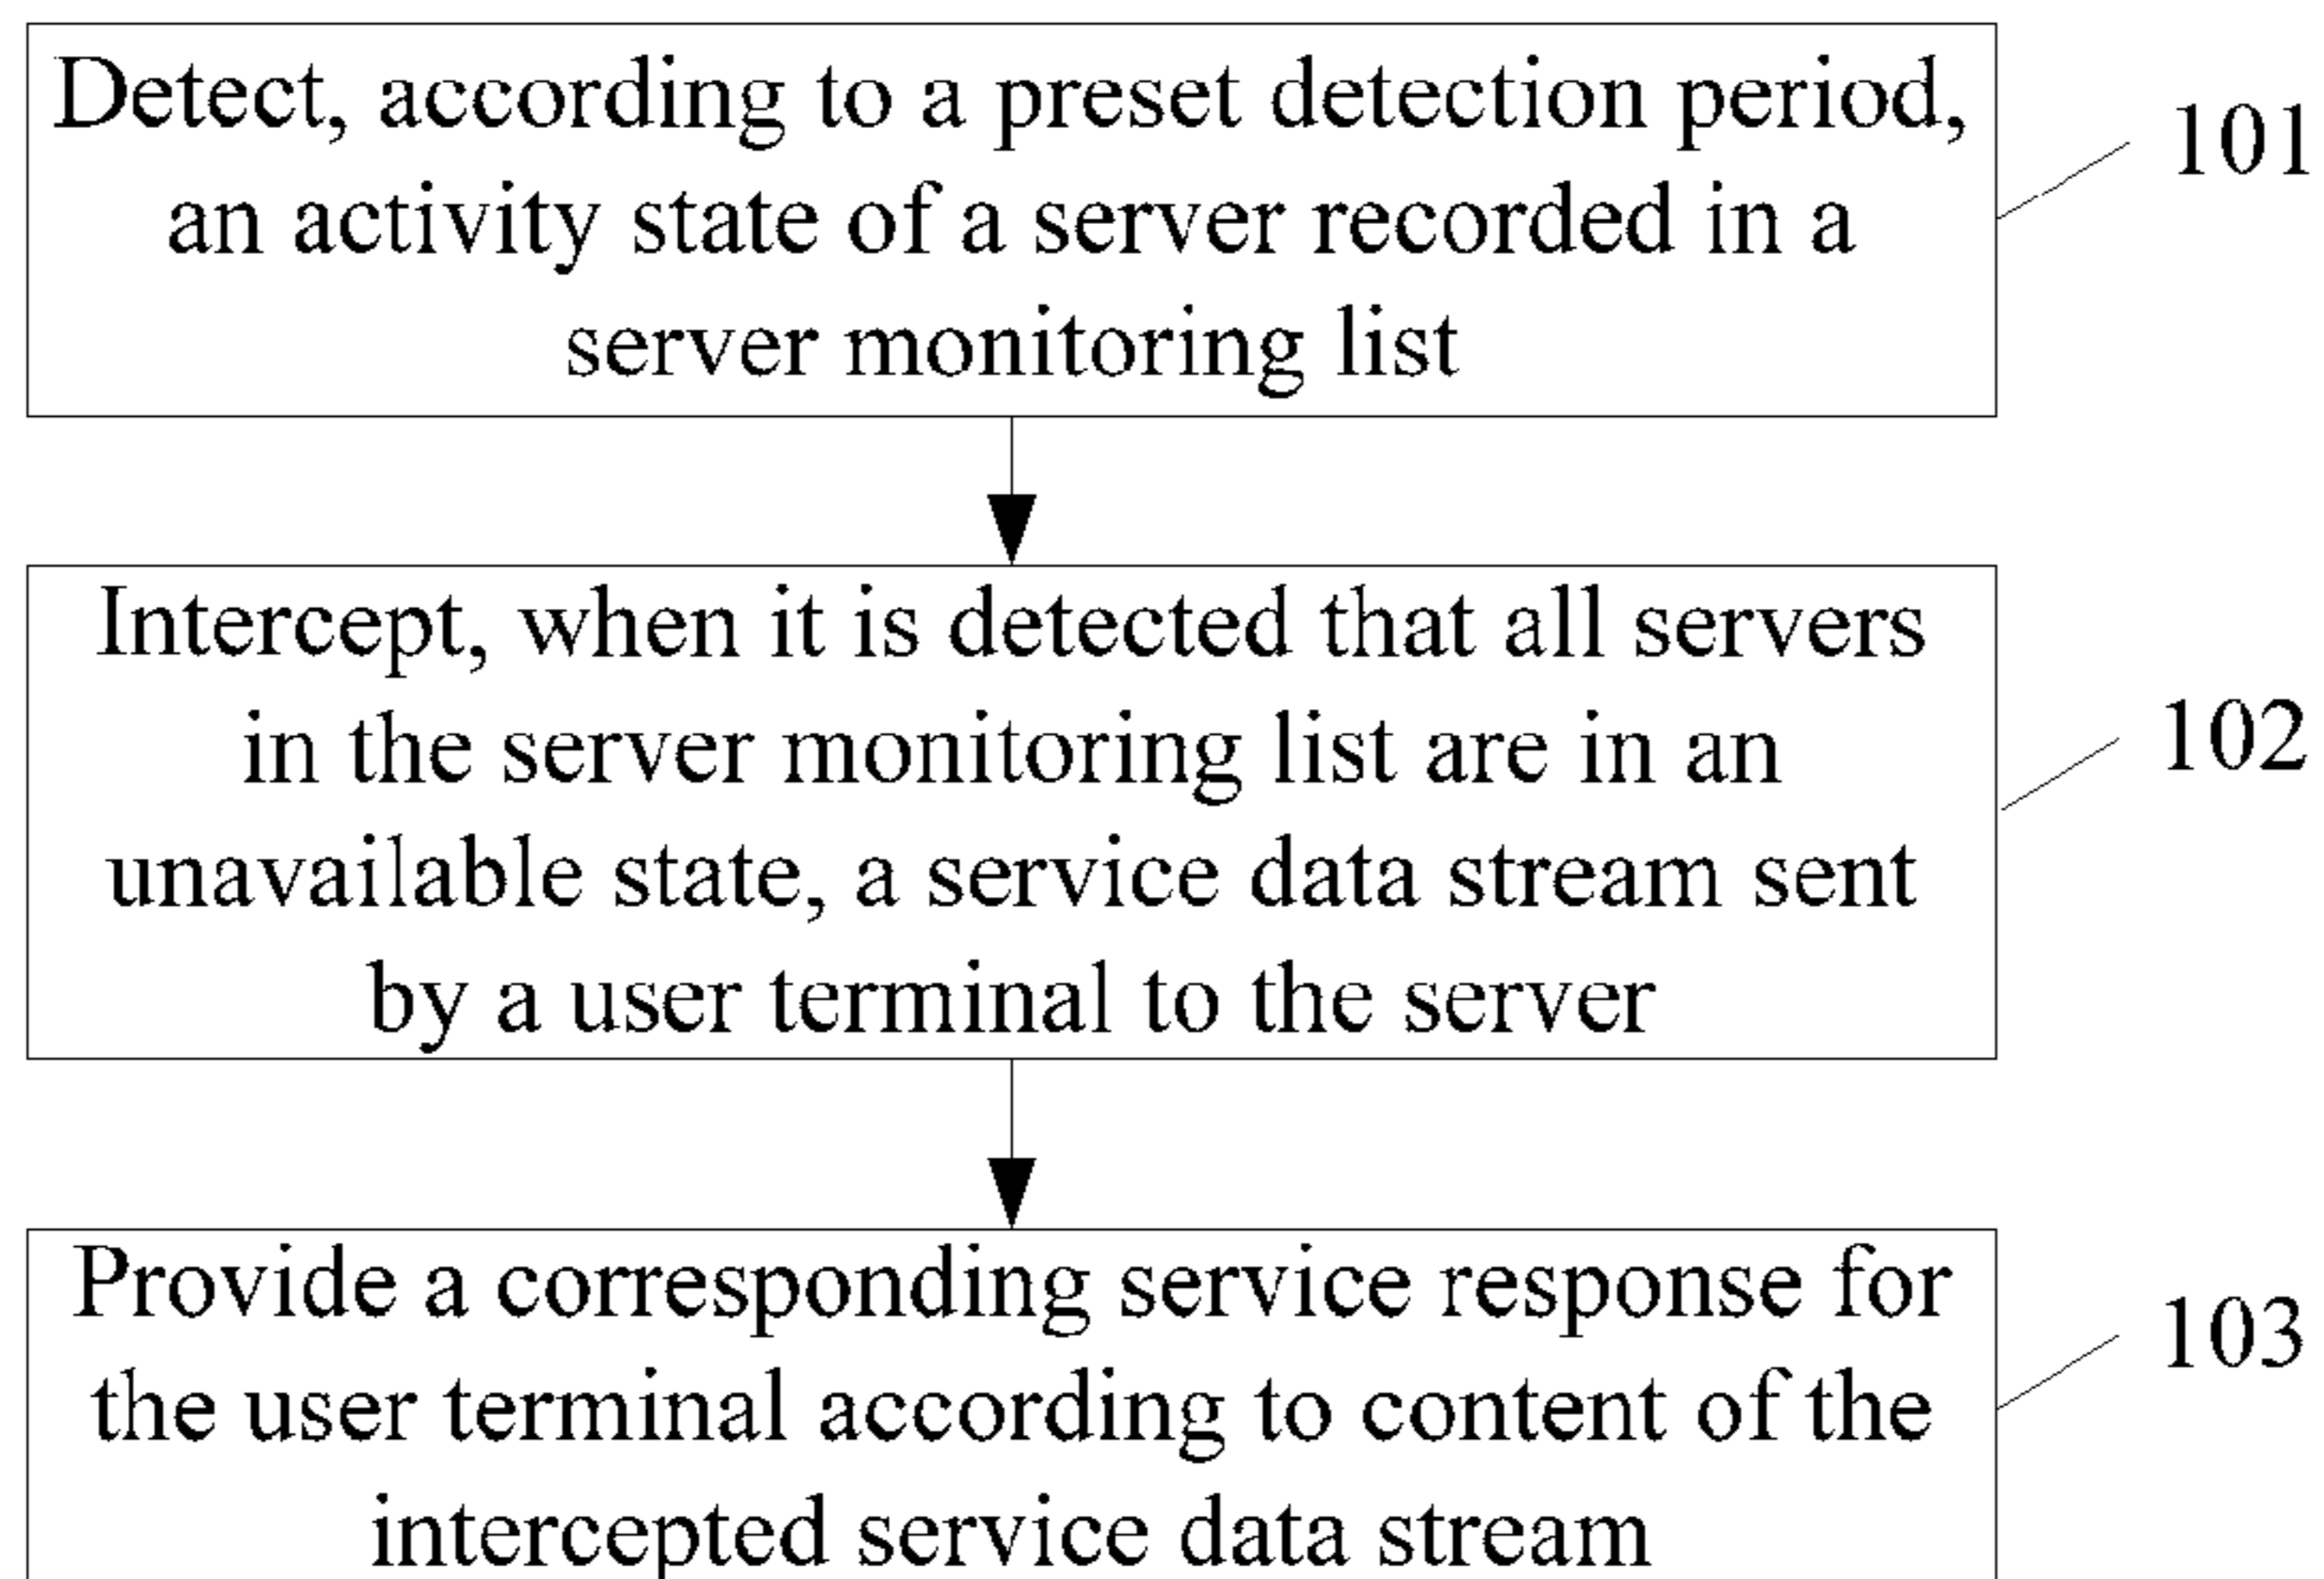 Detect, according to a preset detection period,
an activity state of a server recorded in a
server monitoring list
101
Intercept, when it is detected that all servers
in the server monitoring list are in an
unavailable state, a service data stream sent
by a user terminal to the server
102
Provide a corresponding service response for
the user terminal according to content of the
intercepted service data stream
103